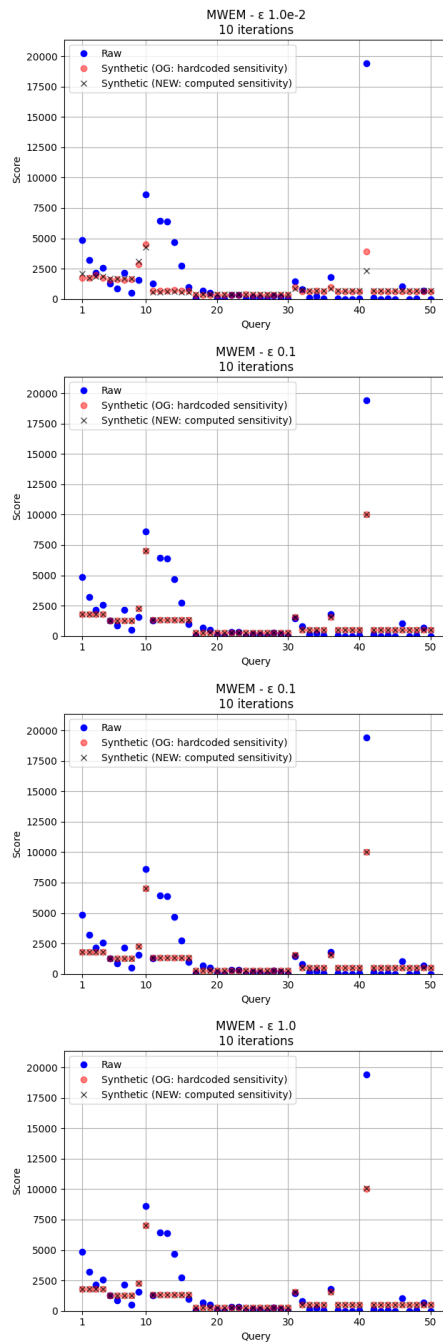 MWEM - ε 1.0e-2
10 iterations
20000
17500
15000
12500
10000
7500
5000
2500
0
Score
Raw
Synthetic (OG: hardcoded sensitivity)
Synthetic (NEW: computed sensitivity)
1
10
20
30
40
50
Query
MWEM - ε 0.1
10 iterations
20000
17500
15000
12500
10000
7500
5000
2500
0
Score
Raw
Synthetic (OG: hardcoded sensitivity)
Synthetic (NEW: computed sensitivity)
1
10
20
30
40
50
Query
MWEM - ε 0.1
10 iterations
20000
17500
15000
12500
10000
7500
5000
2500
0
Score
Raw
Synthetic (OG: hardcoded sensitivity)
Synthetic (NEW: computed sensitivity)
1
10
20
30
40
50
Query
MWEM - ε 1.0
10 iterations
20000
17500
15000
12500
10000
7500
5000
2500
0
Score
Raw
Synthetic (OG: hardcoded sensitivity)
Synthetic (NEW: computed sensitivity)
1
10
20
30
40
50
Query